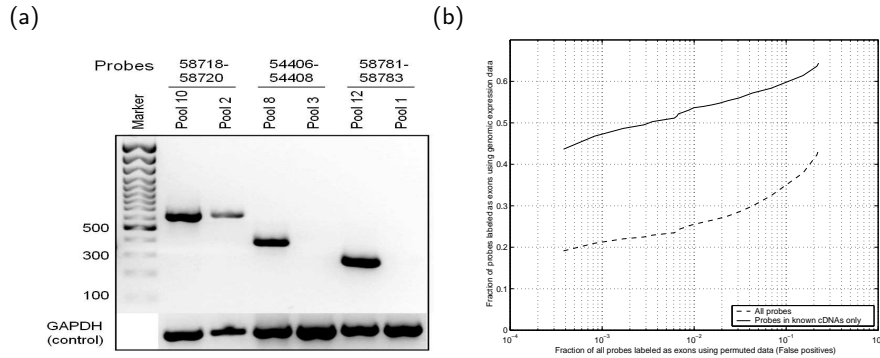 (a)
Probes
58718-
58720
54406-
54408
58781-
58783
Marker
Pool 10
Pool 2
Pool 8
Pool 3
Pool 12
Pool 1
500
300
100
GAPDH
(control)
(b)
Fraction of probes labeled as exons using genomic expression data
0.6
0.5
0.4
0.3
0.2
0.1
0
10⁻⁴
10⁻³
10⁻²
10⁻¹
10⁰
All probes
Probes in known cDNAs only
Fraction of all probes labeled as exons using permuted data (False positives)